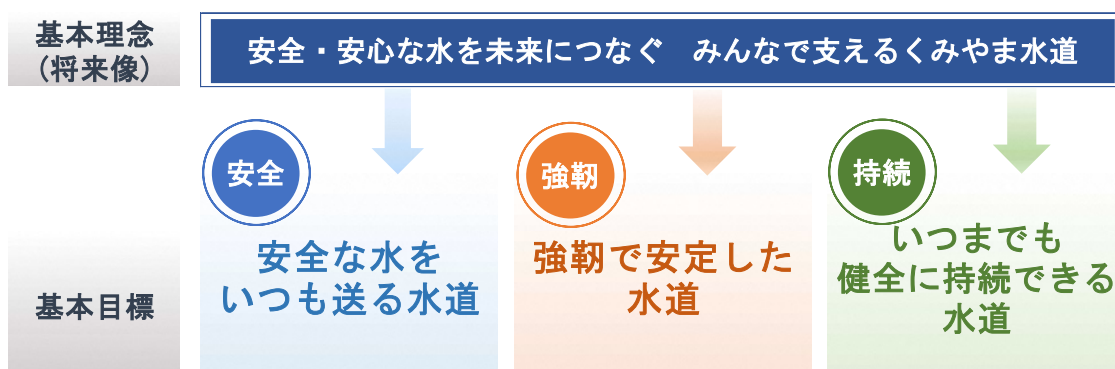 基本理念
(将来像)
安全・安心な水を未来につなぐ　みんなで支えるくみやま水道
安全
強靭
持続
基本目標
安全な水を
いつも送る水道
強靭で安定した
水道
いつまでも
健全に持続できる
水道